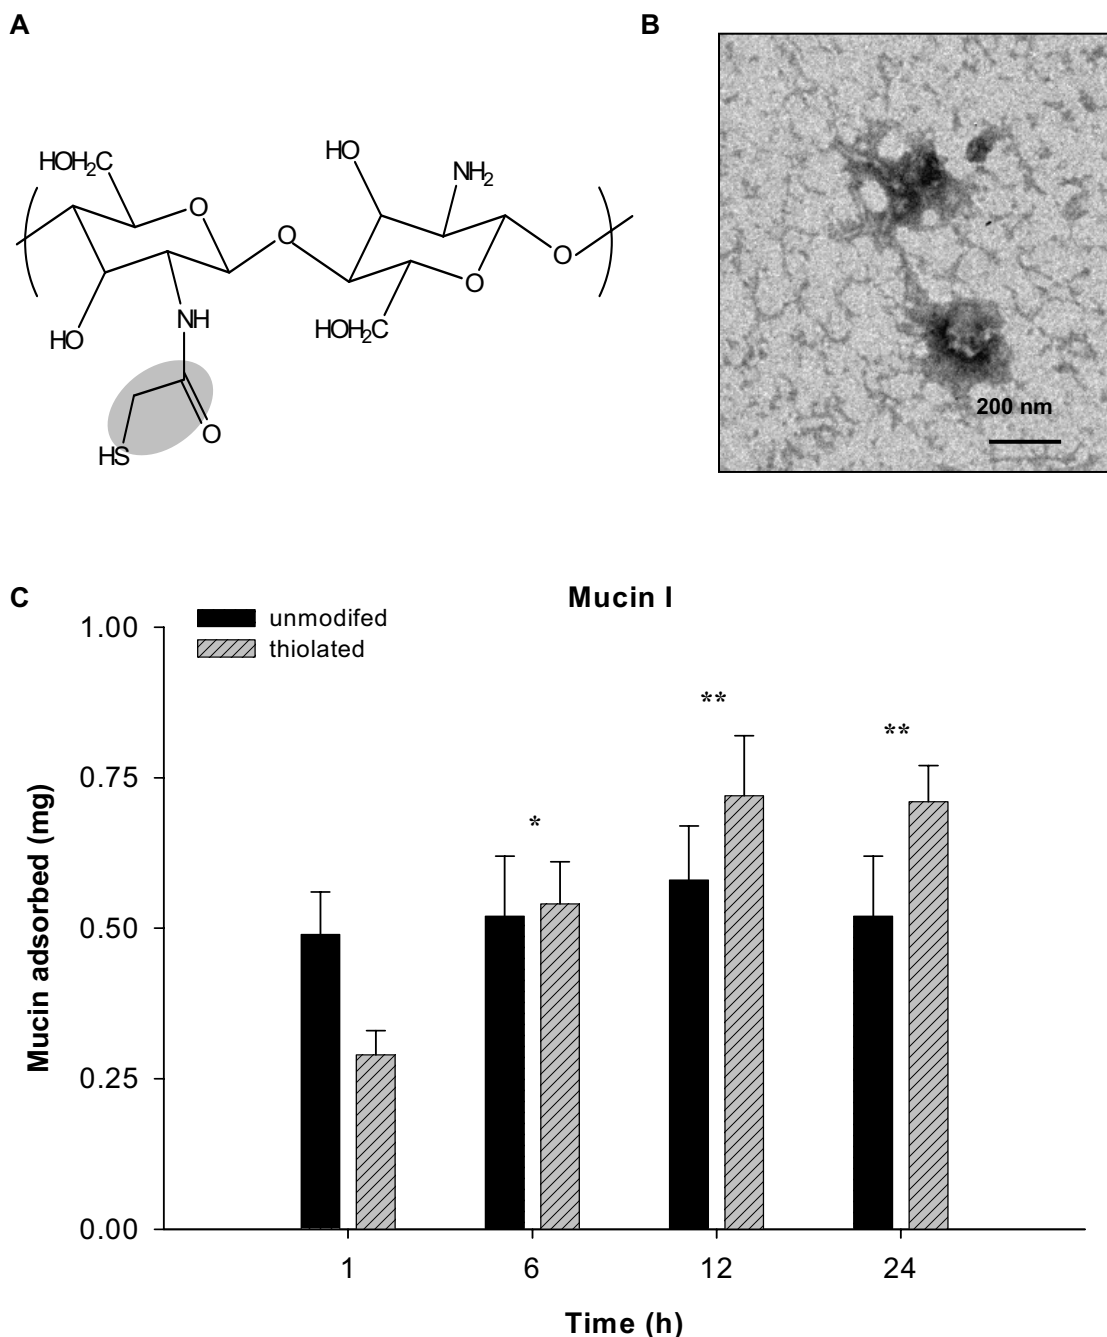 A
B
HOH2C
HO
NH2
O
O
O
O
NH
HO
HOH2C
O
HS
200 nm
C
Mucin I
unmodifed
thiolated
1.00
0.75
0.50
0.25
0.00
Mucin adsorbed (mg)
*
**
**
1 6 12 24
Time (h)